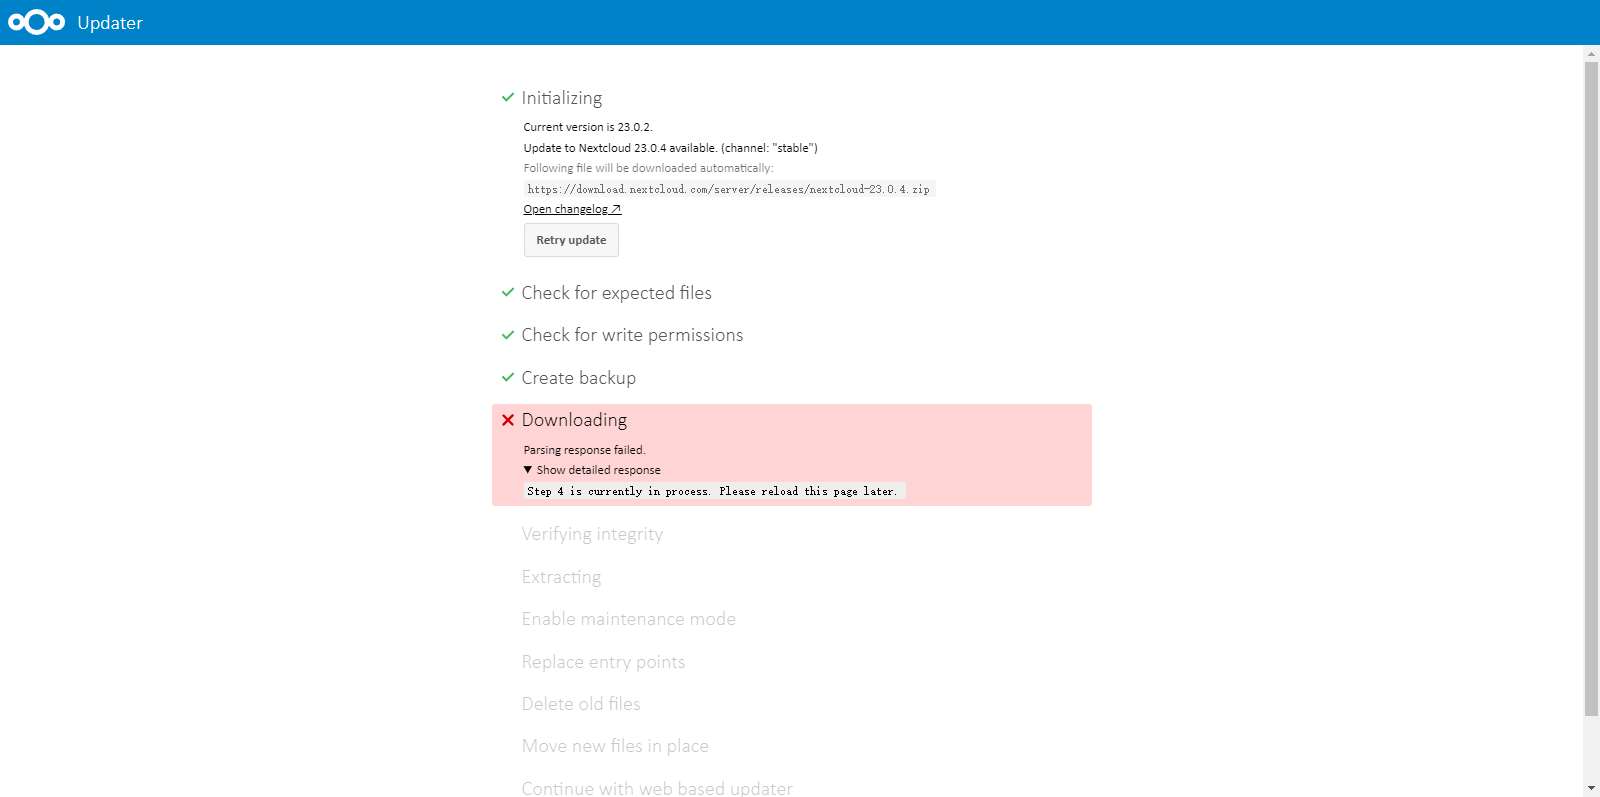 Updater
Initializing
Current version is 23.0.2.
Update to Nextcloud 23.0.4 available. (channel: "stable")
Following file will be downloaded automatically:
https://download.nextcloud.com/server/releases/nextcloud-23.0.4.zip
Open changelog ↗
Retry update
Check for expected files
Check for write permissions
Create backup
Downloading
Parsing response failed.
▼ Show detailed response
Step 4 is currently in process. Please reload this page later.
Verifying integrity
Extracting
Enable maintenance mode
Replace entry points
Delete old files
Move new files in place
Continue with web based updater